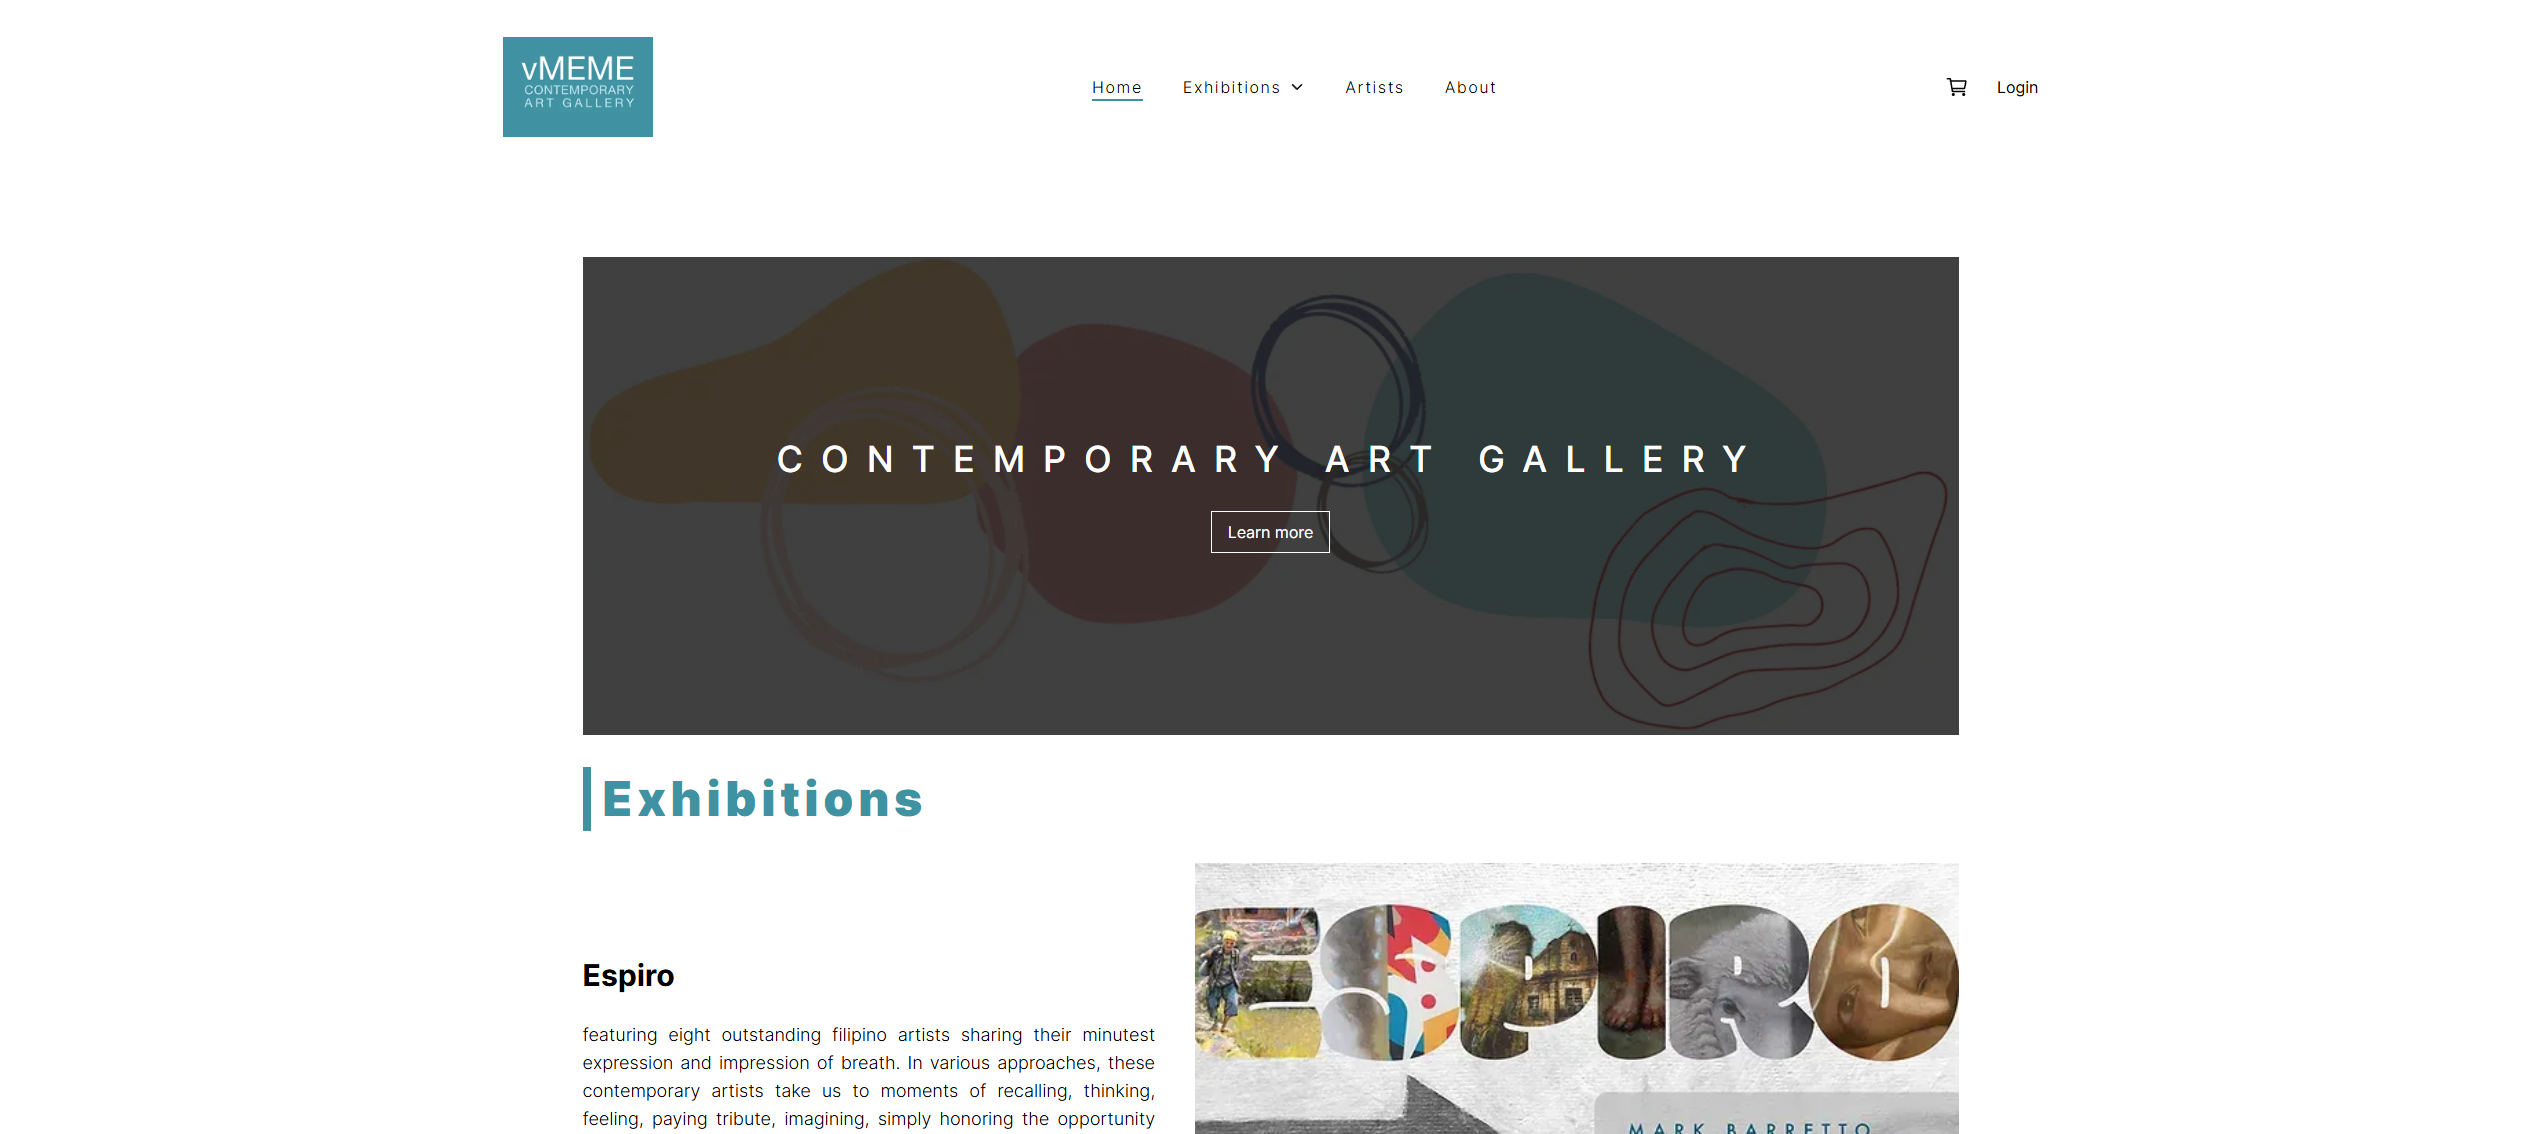 vMEME
CONTEMPORARY
ART GALLERY
Home
Exhibitions
Artists
About
Login
CONTEMPORARY ART GALLERY
Learn more
Exhibitions
Espiro
featuring eight outstanding filipino artists sharing their minutest
expression and impression of breath. In various approaches, these
contemporary artists take us to moments of recalling, thinking,
feeling, paying tribute, imagining, simply honoring the opportunity
ESPIRO
MARK BARRETTO